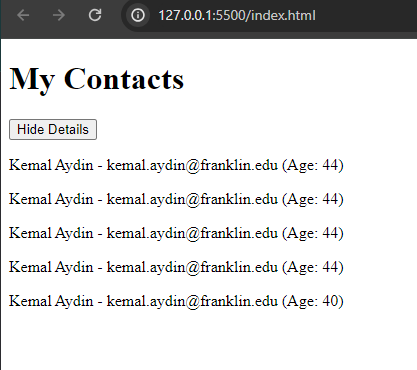 127.0.0.1:5500/index.html
My Contacts
Hide Details
Kemal Aydin - kemal.aydin@franklin.edu (Age: 44)
Kemal Aydin - kemal.aydin@franklin.edu (Age: 44)
Kemal Aydin - kemal.aydin@franklin.edu (Age: 44)
Kemal Aydin - kemal.aydin@franklin.edu (Age: 44)
Kemal Aydin - kemal.aydin@franklin.edu (Age: 40)